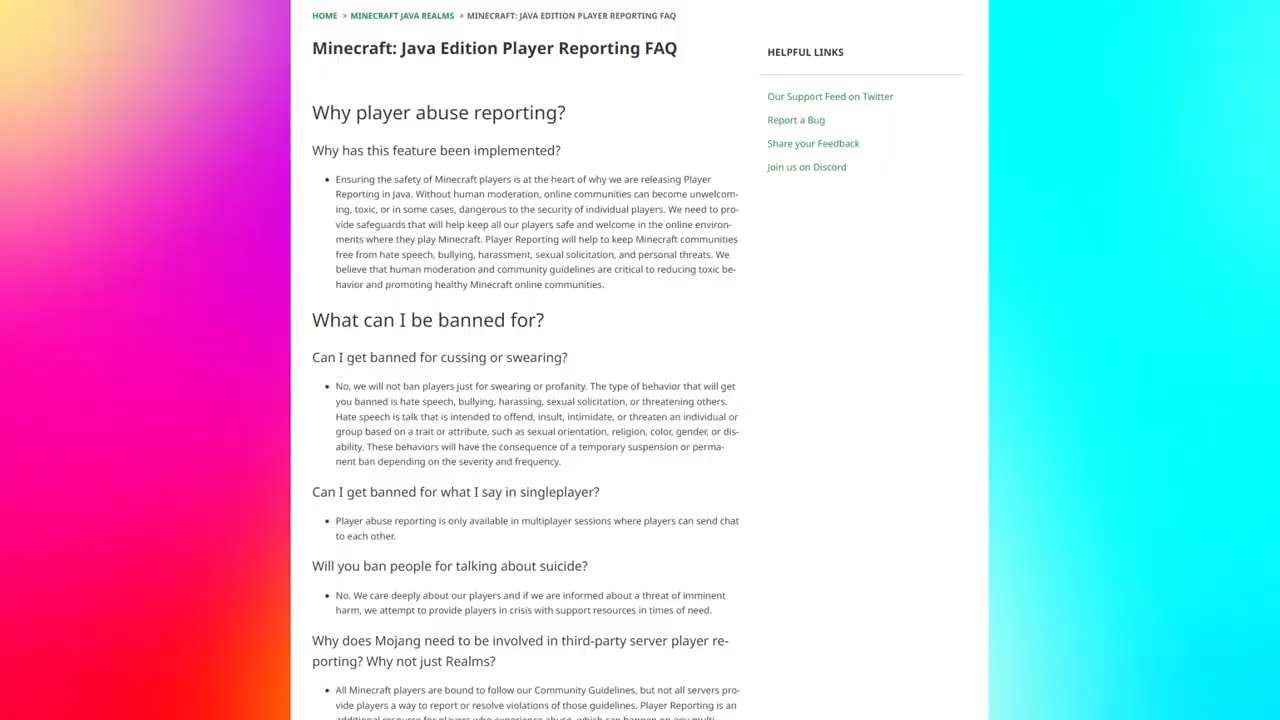 HOME > MINECRAFT JAVA REALMS > MINECRAFT: JAVA EDITION PLAYER REPORTING FAQ
Minecraft: Java Edition Player Reporting FAQ
Why player abuse reporting?
Why has this feature been implemented?
• Ensuring the safety of Minecraft players is at the heart of why we are releasing Player
Reporting in Java. Without human moderation, online communities can become unwelcom-
ing, toxic, or in some cases, dangerous to the security of individual players. We need to pro-
vide safeguards that will help keep all our players safe and welcome in the online environ-
ments where they play Minecraft. Player Reporting will help to keep Minecraft communities
free from hate speech, bullying, harassment, sexual solicitation, and personal threats. We
believe that human moderation and community guidelines are critical to reducing toxic be-
havior and promoting healthy Minecraft online communities.
What can I be banned for?
Can I get banned for cussing or swearing?
• No, we will not ban players just for swearing or profanity. The type of behavior that will get
you banned is hate speech, bullying, harassing, sexual solicitation, or threatening others.
Hate speech is talk that is intended to offend, insult, intimidate, or threaten an individual or
group based on a trait or attribute, such as sexual orientation, religion, color, gender, or dis-
ability. These behaviors will have the consequence of a temporary suspension or perma-
nent ban depending on the severity and frequency.
Can I get banned for what I say in singleplayer?
• Player abuse reporting is only available in multiplayer sessions where players can send chat
to each other.
Will you ban people for talking about suicide?
• No. We care deeply about our players and if we are informed about a threat of imminent
harm, we attempt to provide players in crisis with support resources in times of need.
Why does Mojang need to be involved in third-party server player re-
porting? Why not just Realms?
• All Minecraft players are bound to follow our Community Guidelines, but not all servers pro-
vide players a way to report or resolve violations of those guidelines. Player Reporting is an
additional resource for players who experience abuse, which can happen on any multi-
HELPFUL LINKS
Our Support Feed on Twitter
Report a Bug
Share your Feedback
Join us on Discord